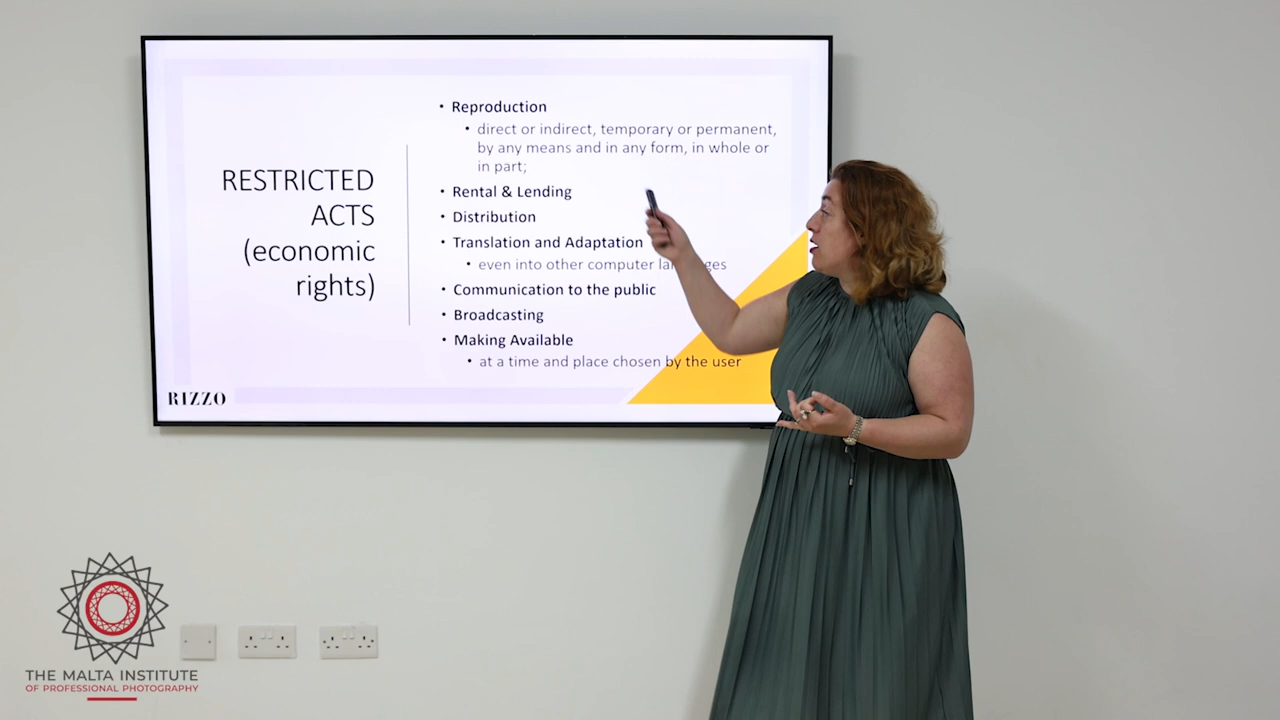 RESTRICTED
ACTS
(economic
rights)
• Reproduction
• direct or indirect, temporary or permanent,
by any means and in any form, in whole or
in part;
• Rental & Lending
• Distribution
• Translation and Adaptation
• even into other computer languages
• Communication to the public
• Broadcasting
• Making Available
• at a time and place chosen by the user
RIZZO
THE MALTA INSTITUTE
OF PROFESSIONAL PHOTOGRAPHY